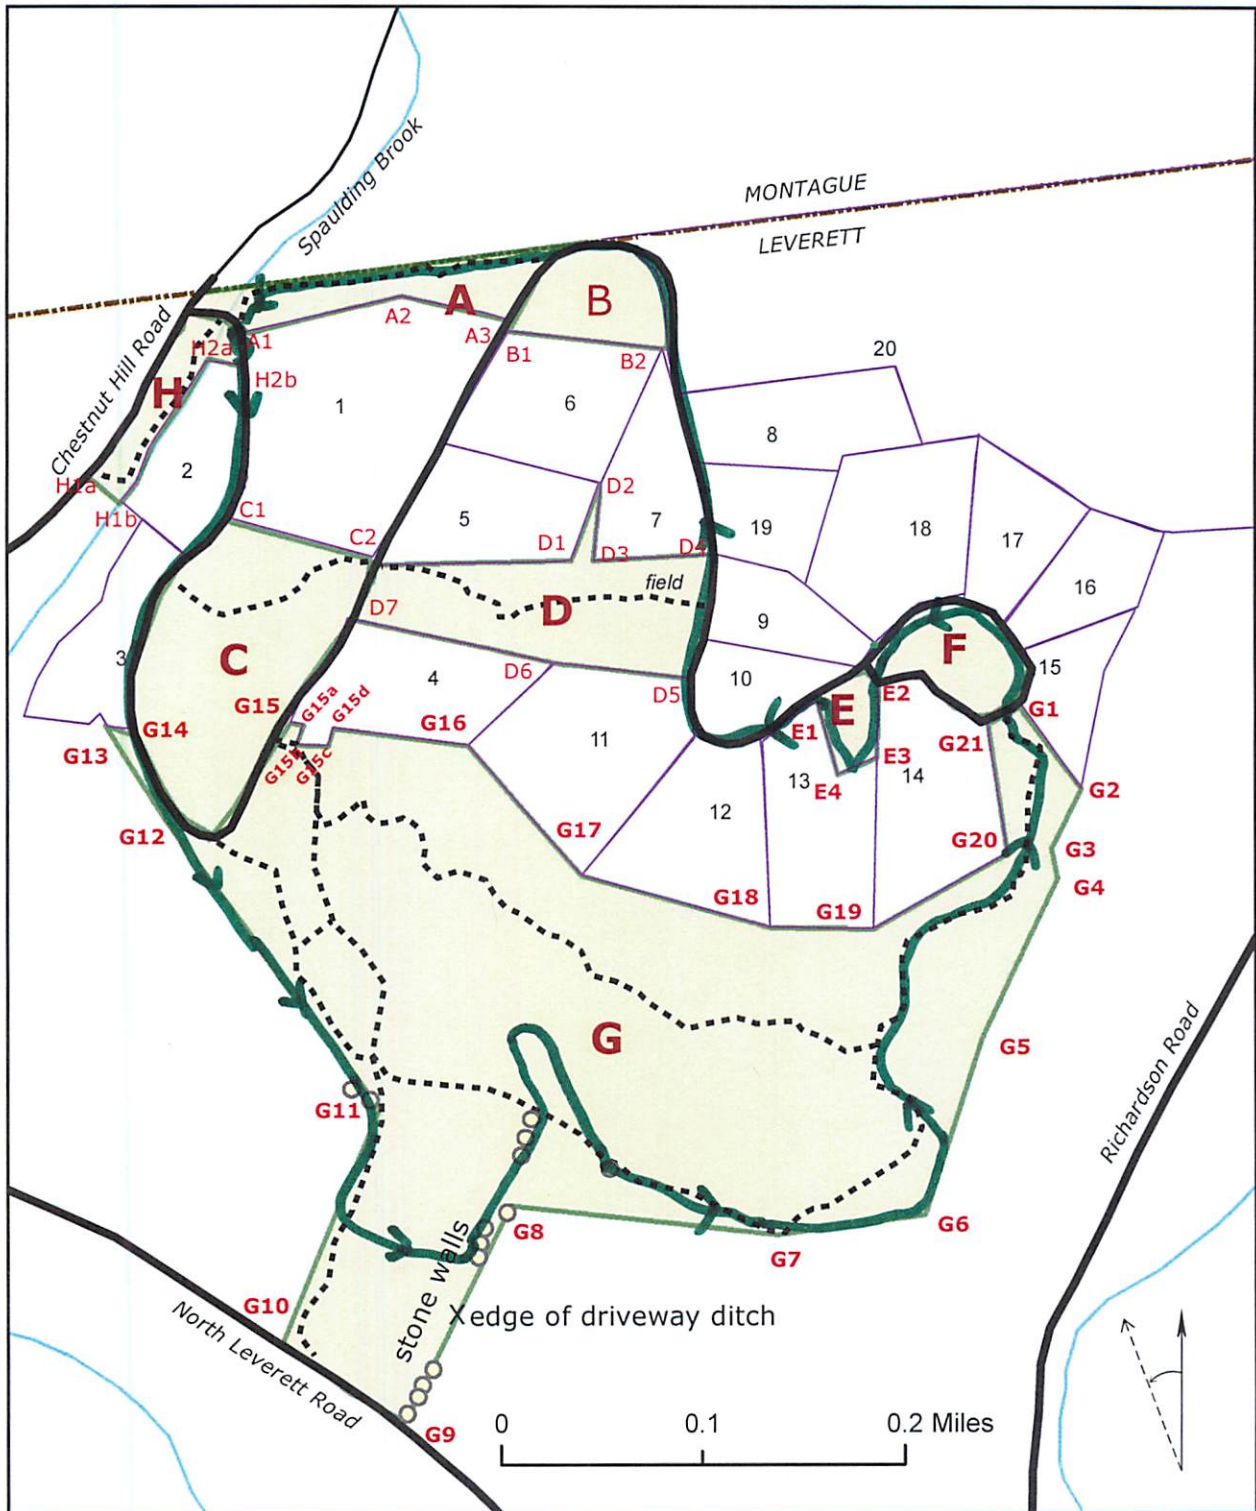 MONTAGUE
LEVERETT
Spaulding Brook
Chestnut Hill Road
A
B
A1
A2
A3
B1
B2
H2a
H2b
H
H1a
H1b
20
1
6
8
2
C1
C2
5
D1
D2
D3
7
D4
19
18
17
16
field
D
D7
9
F
15
3
C
4
D6
D5
10
E
E1
E2
E3
E4
G1
G21
G2
G15
G15a
G15d
G15b
G15c
G14
G13
G16
11
13
14
G12
12
G17
G18
G19
G20
G3
G4
G
G5
G11
Richardson Road
G8
G7
G6
stone walls
X edge of driveway ditch
G10
North Leverett Road
G9
0 0.1 0.2 Miles